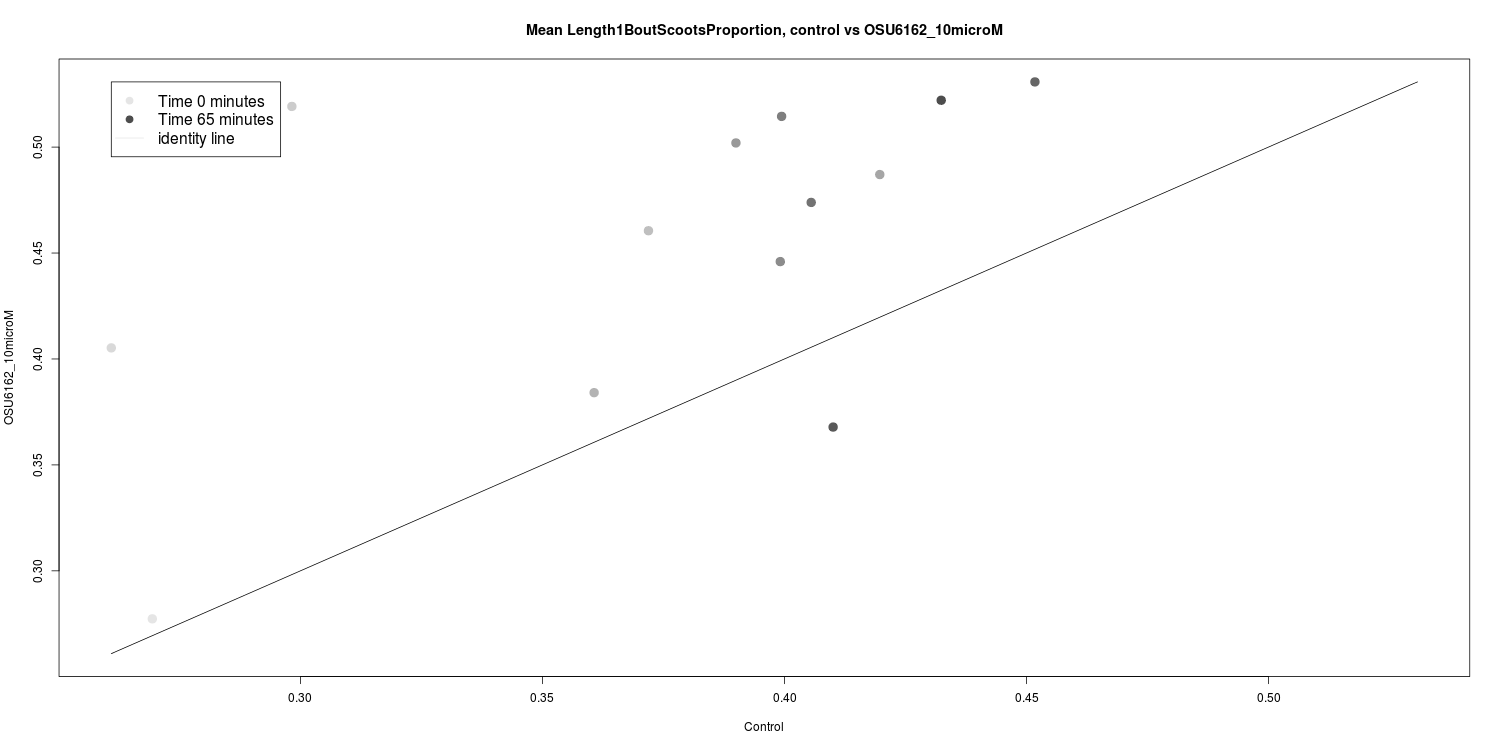 Mean Length1BoutScootsProportion, control vs OSU6162_10microM
Time 0 minutes
Time 65 minutes
identity line
OSU6162_10microM
0.50
0.45
0.40
0.35
0.30
0.30 0.35 0.40 0.45 0.50
Control